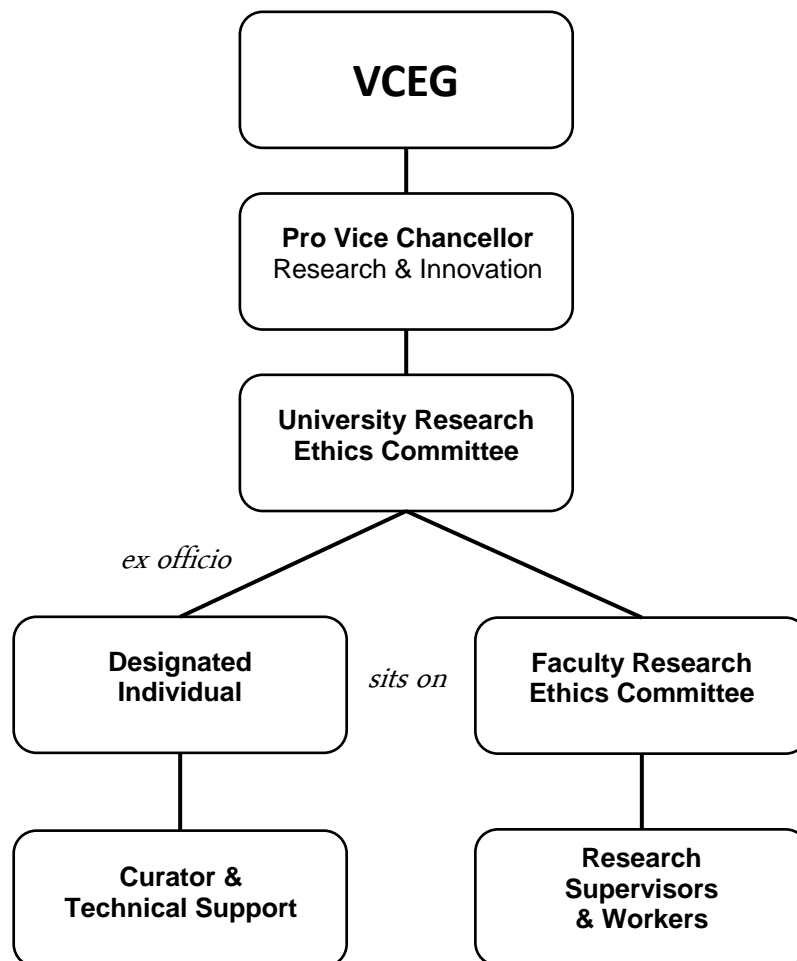 VCEG
Pro Vice Chancellor
Research & Innovation
University Research
Ethics Committee
ex officio
Designated
Individual
sits on
Faculty Research
Ethics Committee
Curator &
Technical Support
Research
Supervisors
& Workers